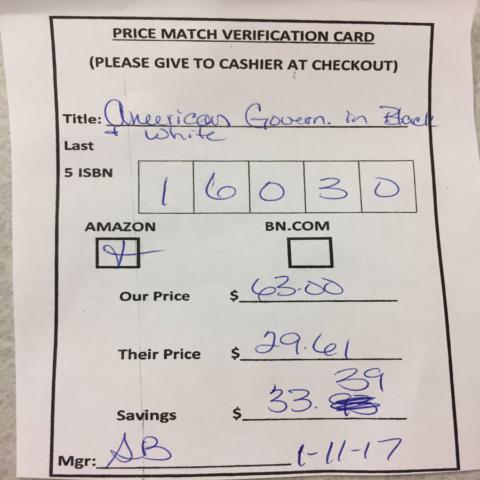 PRICE MATCH VERIFICATION CARD
(PLEASE GIVE TO CASHIER AT CHECKOUT)
Title: American Govern. in Black
+ White
Last
5 ISBN 1 6 0 3 0
AMAZON BN.COM
Our Price $ 63.00
Their Price $ 29.61
Savings $ 33.39
Mgr: SB 1-11-17